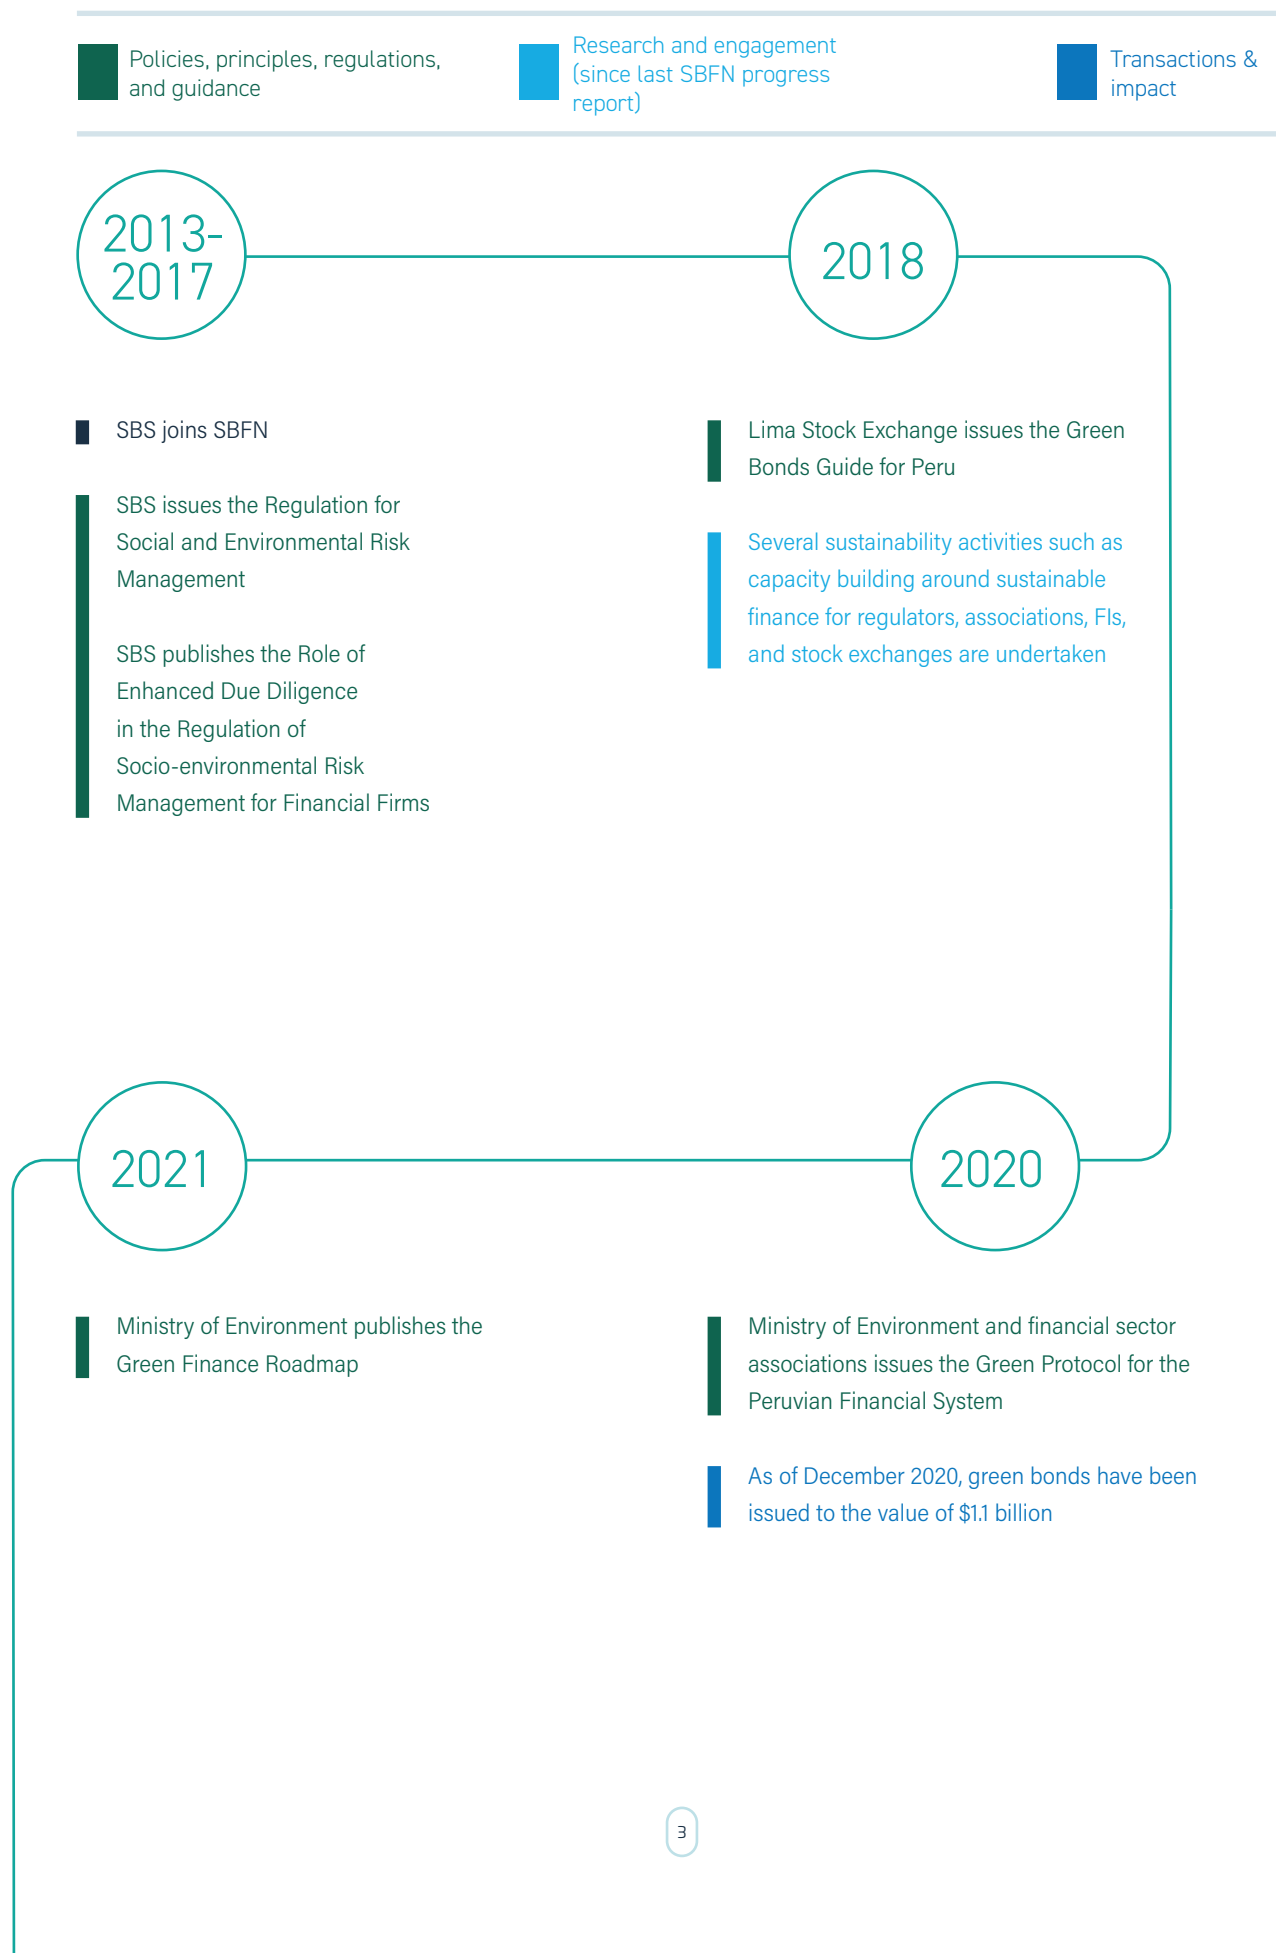 Policies, principles, regulations,
and guidance
Research and engagement
(since last SBFN progress
report)
Transactions &
impact
2013-
2017
SBS joins SBFN
SBS issues the Regulation for
Social and Environmental Risk
Management
SBS publishes the Role of
Enhanced Due Diligence
in the Regulation of
Socio-environmental Risk
Management for Financial Firms
2018
Lima Stock Exchange issues the Green
Bonds Guide for Peru
Several sustainability activities such as
capacity building around sustainable
finance for regulators, associations, FIs,
and stock exchanges are undertaken
2020
Ministry of Environment and financial sector
associations issues the Green Protocol for the
Peruvian Financial System
As of December 2020, green bonds have been
issued to the value of $1.1 billion
2021
Ministry of Environment publishes the
Green Finance Roadmap
3